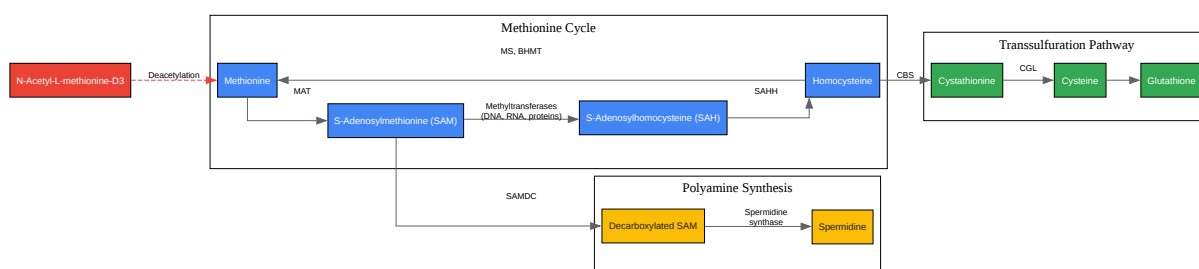 Methionine Cycle
MS, BHMT
Transsulfuration Pathway
N-Acetyl-L-methionine-D3
Deacetylation
Methionine
MAT
SAHH
Homocysteine
CBS
Cystathionine
CGL
Cysteine
Glutathione
S-Adenosylmethionine (SAM)
Methyltransferases
(DNA, RNA, proteins)
S-Adenosylhomocysteine (SAH)
Polyamine Synthesis
SAMDC
Decarboxylated SAM
Spermidine
synthase
Spermidine